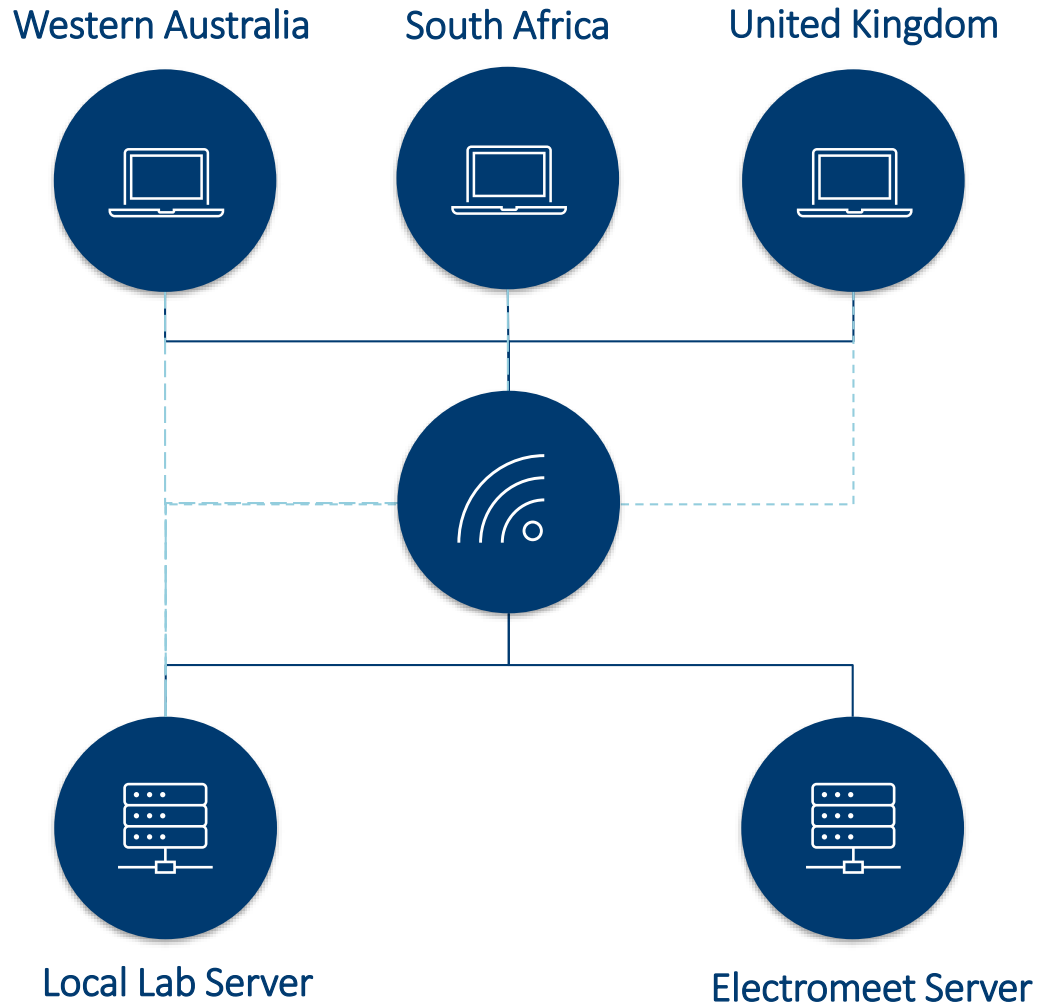 Western Australia
South Africa
United Kingdom
Local Lab Server
Electromeet Server